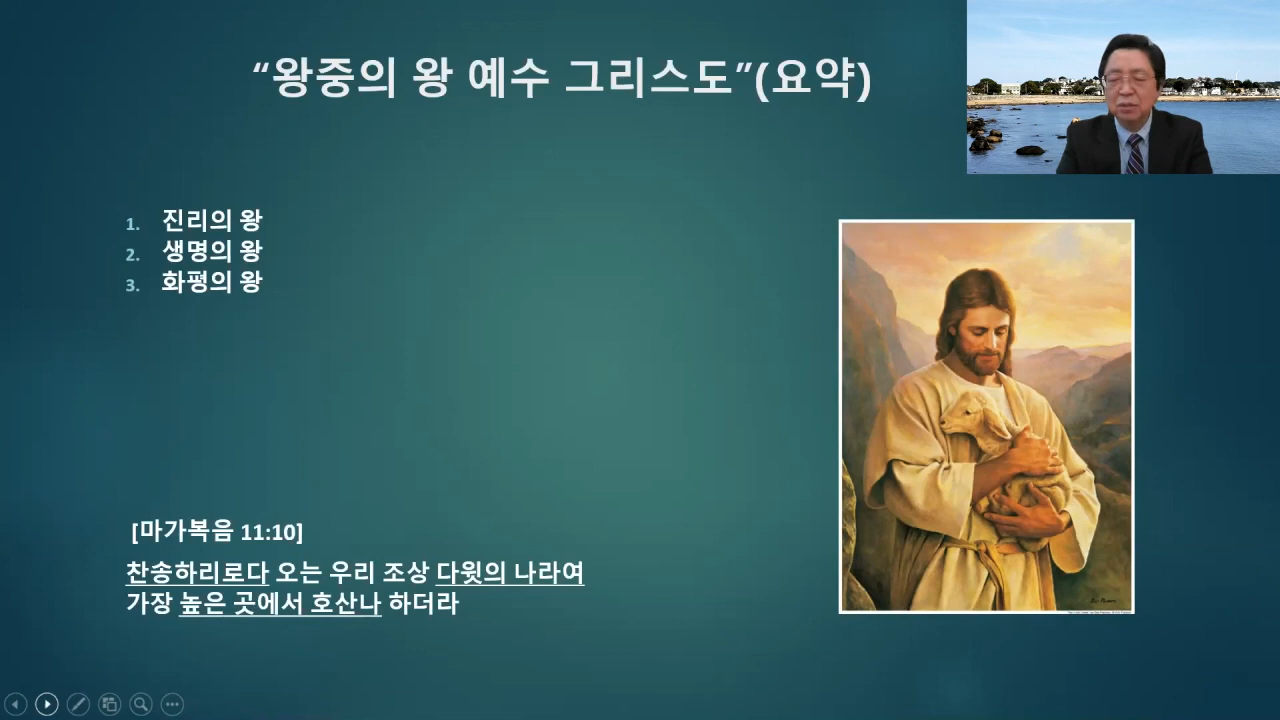 “왕중의 왕 예수 그리스도”(요약)
1. 진리의 왕
2. 생명의 왕
3. 화평의 왕
[마가복음 11:10]
찬송하리로다 오는 우리 조상 다윗의 나라여
가장 높은 곳에서 호산나 하더라